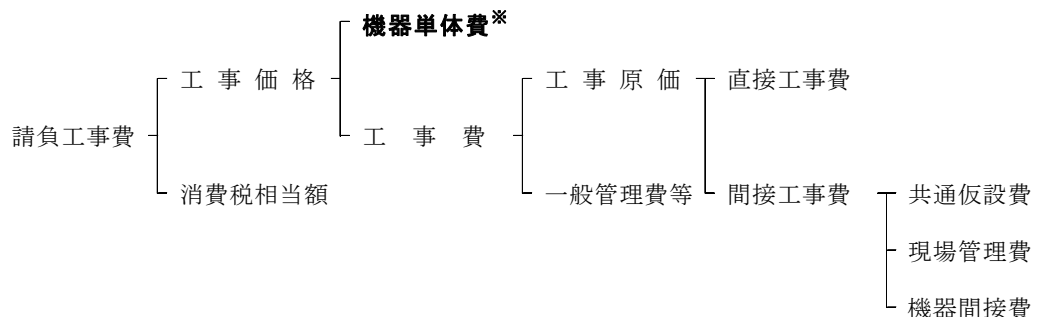 機器単体費※
工事価格 工事原価 直接工事費
請負工事費 工事費
消費税相当額 一般管理費等 間接工事費 共通仮設費
現場管理費
機器間接費